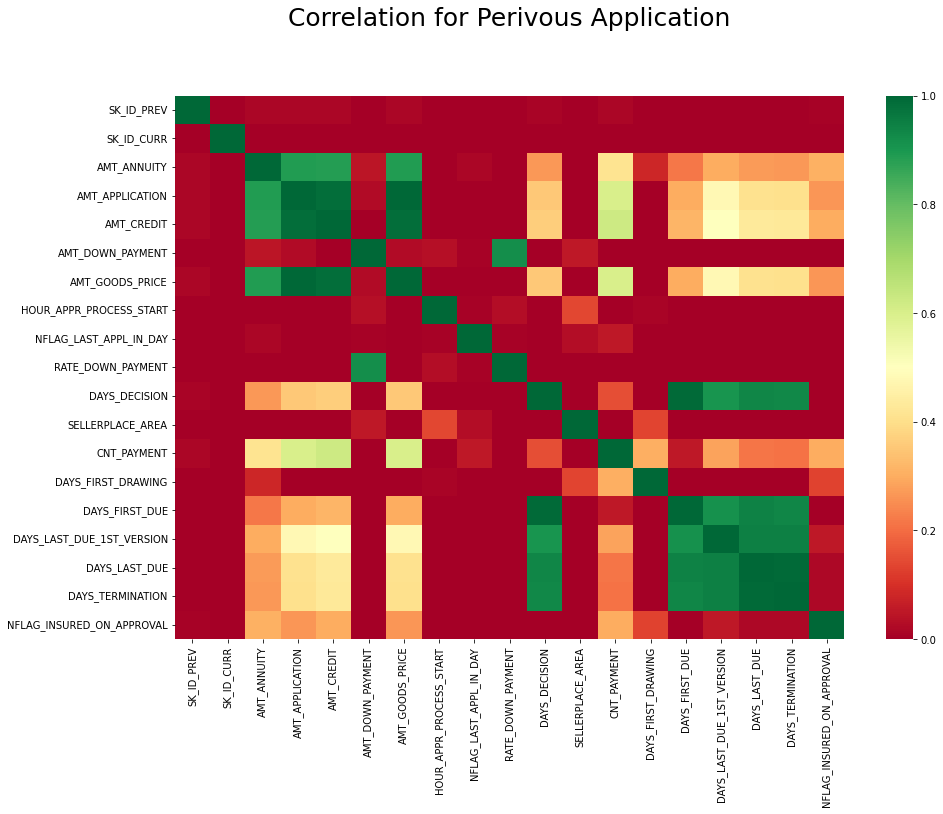 Correlation for Perivous Application
SK_ID_PREV
SK_ID_CURR
AMT_ANNUITY
AMT_APPLICATION
AMT_CREDIT
AMT_DOWN_PAYMENT
AMT_GOODS_PRICE
HOUR_APPR_PROCESS_START
NFLAG_LAST_APPL_IN_DAY
RATE_DOWN_PAYMENT
DAYS_DECISION
SELLERPLACE_AREA
CNT_PAYMENT
DAYS_FIRST_DRAWING
DAYS_FIRST_DUE
DAYS_LAST_DUE_1ST_VERSION
DAYS_LAST_DUE
DAYS_TERMINATION
NFLAG_INSURED_ON_APPROVAL
SK_ID_PREV
SK_ID_CURR
AMT_ANNUITY
AMT_APPLICATION
AMT_CREDIT
AMT_DOWN_PAYMENT
AMT_GOODS_PRICE
HOUR_APPR_PROCESS_START
NFLAG_LAST_APPL_IN_DAY
RATE_DOWN_PAYMENT
DAYS_DECISION
SELLERPLACE_AREA
CNT_PAYMENT
DAYS_FIRST_DRAWING
DAYS_FIRST_DUE
DAYS_LAST_DUE_1ST_VERSION
DAYS_LAST_DUE
DAYS_TERMINATION
NFLAG_INSURED_ON_APPROVAL
1.0
0.8
0.6
0.4
0.2
0.0